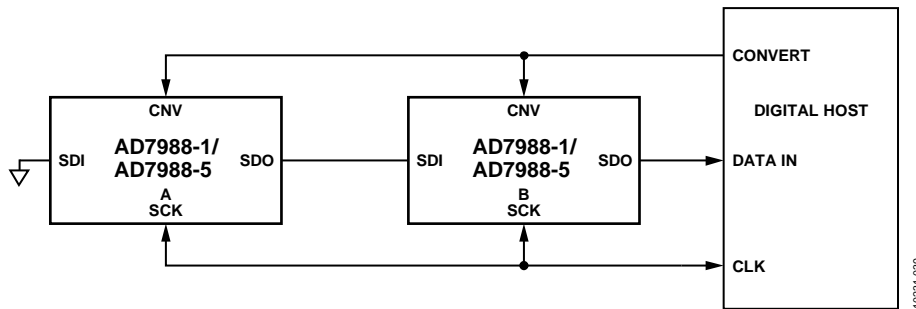 CONVERT
CNV
CNV
DIGITAL HOST
AD7988-1/
AD7988-5
AD7988-1/
AD7988-5
SDI
SDO
SDI
SDO
DATA IN
A
SCK
B
SCK
CLK